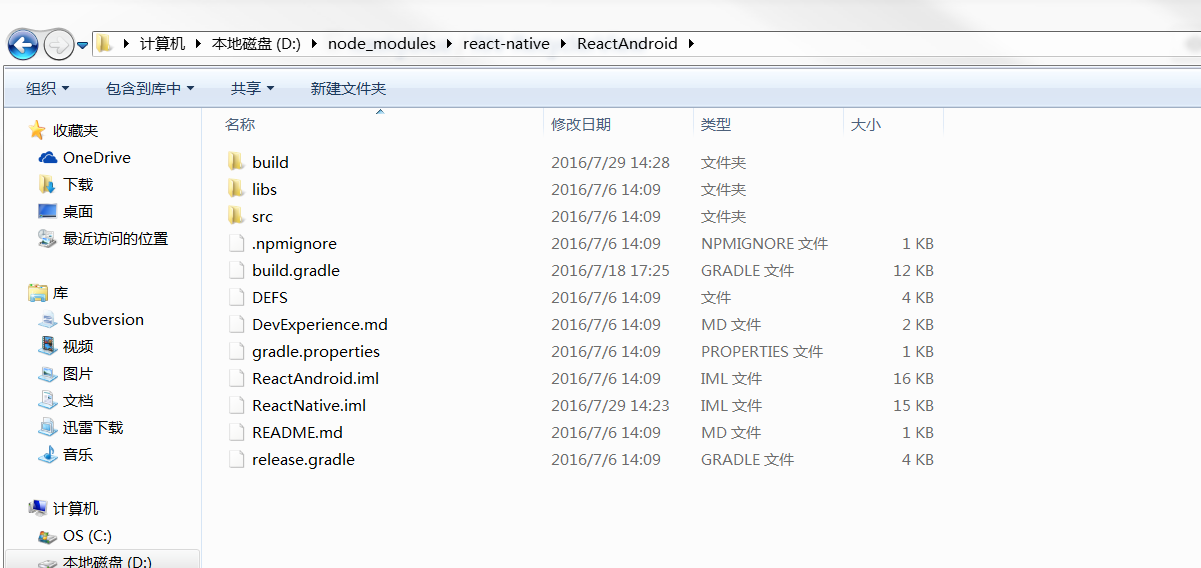 计算机 本地磁盘 (D:) node_modules react-native ReactAndroid
组织 包含到库中 共享 新建文件夹
收藏夹
OneDrive
下载
桌面
最近访问的位置
库
Subversion
视频
图片
文档
迅雷下载
音乐
计算机
OS (C:)
本地磁盘 (D:)
名称 修改日期 类型 大小
build 2016/7/29 14:28 文件夹
libs 2016/7/6 14:09 文件夹
src 2016/7/6 14:09 文件夹
.npmignore 2016/7/6 14:09 NPMIGNORE 文件 1 KB
build.gradle 2016/7/18 17:25 GRADLE 文件 12 KB
DEFS 2016/7/6 14:09 文件 4 KB
DevExperience.md 2016/7/6 14:09 MD 文件 2 KB
gradle.properties 2016/7/6 14:09 PROPERTIES 文件 1 KB
ReactAndroid.iml 2016/7/6 14:09 IML 文件 16 KB
ReactNative.iml 2016/7/29 14:23 IML 文件 15 KB
README.md 2016/7/6 14:09 MD 文件 1 KB
release.gradle 2016/7/6 14:09 GRADLE 文件 4 KB